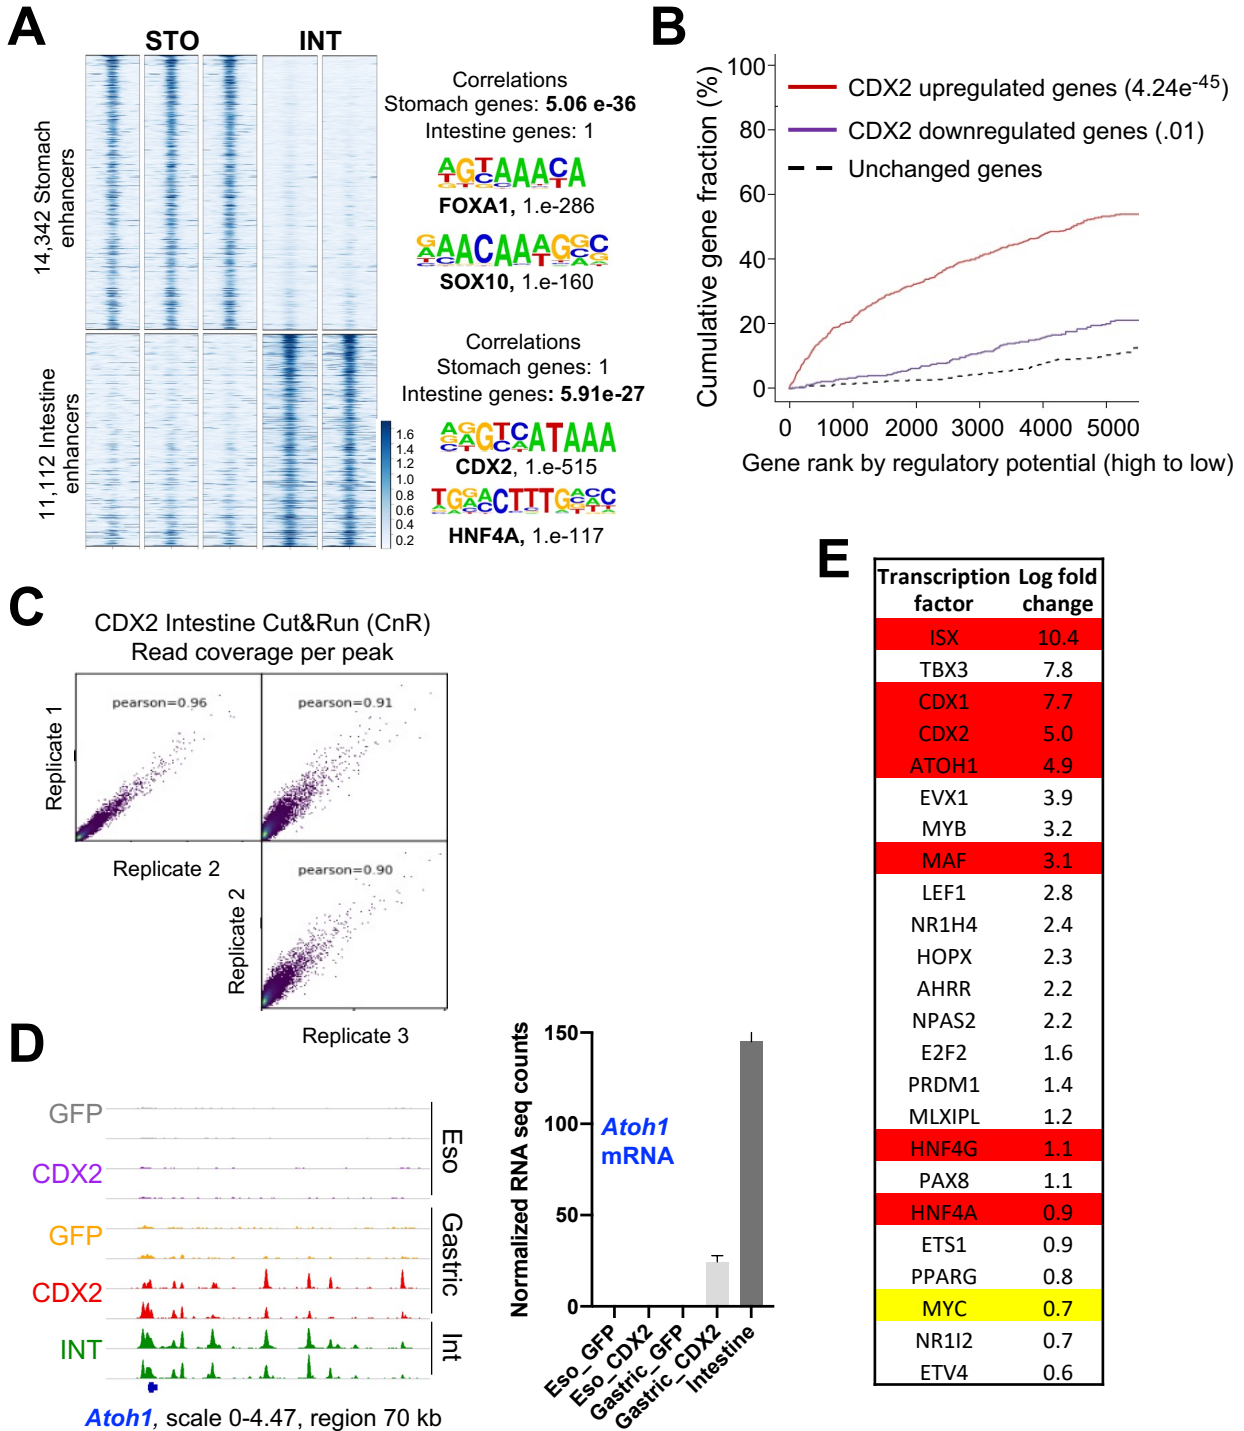 A
STO INT
14,342 Stomach
enhancers
11,112 Intestine
enhancers
Correlations
Stomach genes: 5.06 e-36
Intestine genes: 1
FOXA1, 1.e-286
SOX10, 1.e-160
Correlations
Stomach genes: 1
Intestine genes: 5.91e-27
CDX2, 1.e-515
HNF4A, 1.e-117
1.6
1.4
1.2
1.0
0.8
0.6
0.4
0.2
B
Cumulative gene fraction (%)
100
80
60
40
20
0
CDX2 upregulated genes (4.24e-45)
CDX2 downregulated genes (.01)
Unchanged genes
0 1000 2000 3000 4000 5000
Gene rank by regulatory potential (high to low)
C
CDX2 Intestine Cut&Run (CnR)
Read coverage per peak
pearson=0.96
pearson=0.91
Replicate 1
Replicate 2
pearson=0.90
Replicate 2
Replicate 3
D
GFP
CDX2
GFP
CDX2
INT
Eso
Gastric
Int
Atoh1, scale 0-4.47, region 70 kb
Normalized RNA seq counts
150
100
50
0
Atoh1
mRNA
Eso_GFP
Eso_CDX2
Gastric_GFP
Gastric_CDX2
Intestine
E
Transcription Log fold
factor change
ISX 10.4
TBX3 7.8
CDX1 7.7
CDX2 5.0
ATOH1 4.9
EVX1 3.9
MYB 3.2
MAF 3.1
LEF1 2.8
NR1H4 2.4
HOPX 2.3
AHRR 2.2
NPAS2 2.2
E2F2 1.6
PRDM1 1.4
MLXIPL 1.2
HNF4G 1.1
PAX8 1.1
HNF4A 0.9
ETS1 0.9
PPARG 0.8
MYC 0.7
NR1I2 0.7
ETV4 0.6